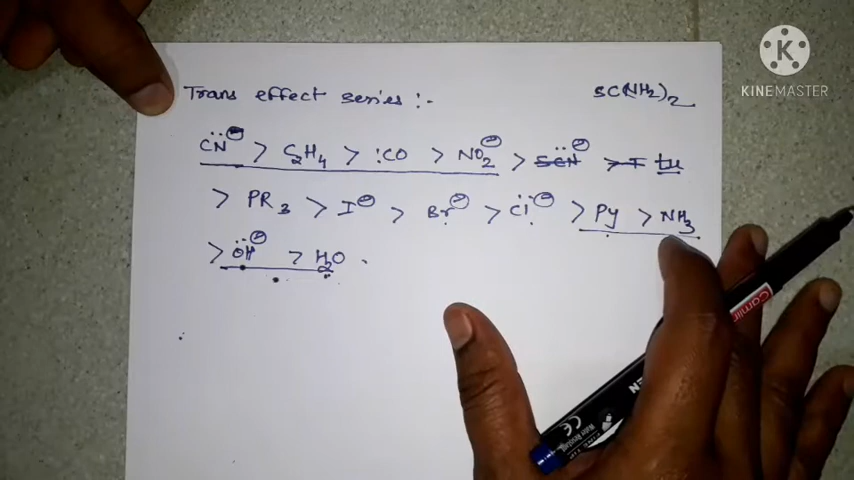 Trans effect series :- SC(NH2)2
CN⊖ > C2H4 > :CO > NO2⊖ > SCN⊖ > I tu
> PR3 > I⊖ > Br⊖ > Cl⊖ > Py > NH3
> OH⊖ > H2O .
KINEMASTER
Camlin